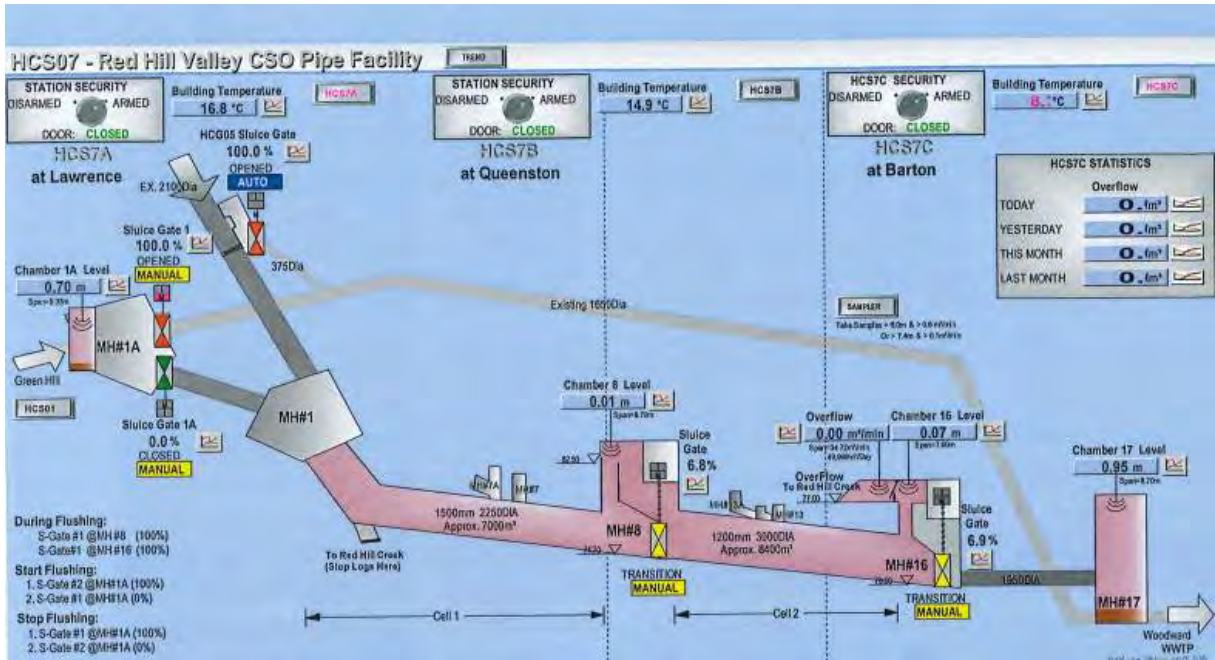 HCS07 - Red Hill Valley CSO Pipe Facility
TREND
STATION SECURITY
DISARMED
ARMED
DOOR: CLOSED
HCS7A
at Lawrence
Building Temperature
16.8 °C
HCS7A
HCG05 Sluice Gate
100.0 %
OPENED
AUTO
STATION SECURITY
DISARMED
ARMED
DOOR: CLOSED
HCS7B
at Queenston
Building Temperature
14.9 °C
HCS7B
HCS7C SECURITY
DISARMED
ARMED
DOOR: CLOSED
HCS7C
at Barton
Building Temperature
°C
HCS7C
HCS7C STATISTICS
Overflow
TODAY
YESTERDAY
THIS MONTH
LAST MONTH
EX. 2100Dia
Sluice Gate 1
100.0 %
OPENED
MANUAL
375Dia
Chamber 1A Level
0.70 m
MH#1A
Green Hill
HCS01
Sluice Gate 1A
0.0 %
CLOSED
MANUAL
MH#1
Existing 1650Dia
SAMPLER
Chamber 8 Level
0.01 m
Sluice
Gate
6.8%
Overflow
0.00 m³/min
Chamber 16 Level
0.07 m
Chamber 17 Level
0.95 m
OverFlow
To Red Hill Creek
Sluice
Gate
6.9%
1500mm 2250DIA
Approx. 7000m³
MH#8
1200mm 3000DIA
Approx. 8400m³
MH#16
MH#17
TRANSITION
MANUAL
TRANSITION
MANUAL
To Red Hill Creek
(Stop Logs Here)
Cell 1
Cell 2
Woodward
WWTP
During Flushing:
S-Gate #1 @MH#8 (100%)
S-Gate#1 @MH#16 (100%)
Start Flushing:
1. S-Gate #2 @MH#1A (100%)
2. S-Gate #1 @MH#1A (0%)
Stop Flushing:
1. S-Gate #1 @MH#1A (100%)
2. S-Gate #2 @MH#1A (0%)